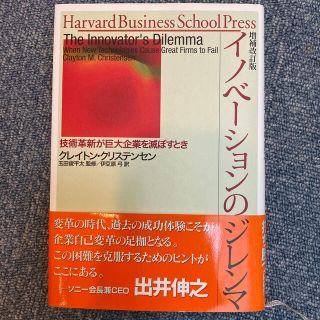 Harvard Business School Press
The Innovator's Dilemma
When New Technologies Cause Great Firms to Fail
Clayton M. Christensen
増補改訂版
イノベーションのジレンマ
技術革新が巨大企業を滅ぼすとき
クレイトン・クリステンセン
玉田俊平太 監修/伊豆原 弓 訳
変革の時代、過去の成功体験こそが
企業自己変革の足枷となる。
この困難を克服するためのヒントが
ここにある。
ソニー会長兼CEO 出井伸之